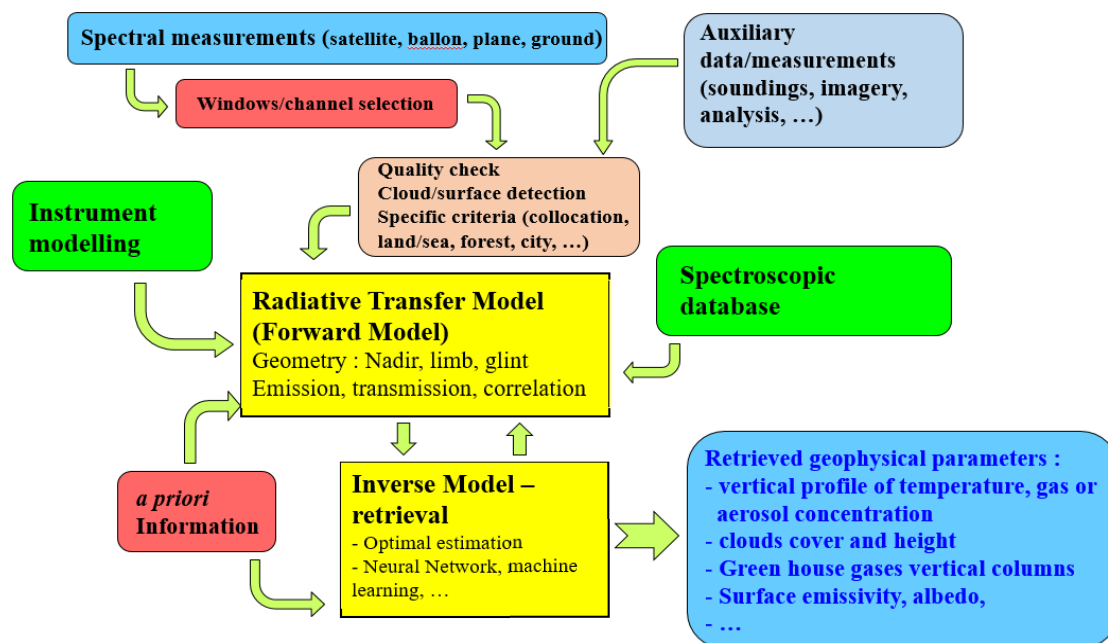 Spectral measurements (satellite, ballon, plane, ground)
Auxiliary
data/measurements
(soundings, imagery,
analysis, …)
Windows/channel selection
Quality check
Cloud/surface detection
Specific criteria (collocation,
land/sea, forest, city, …)
Instrument
modelling
Spectroscopic
database
Radiative Transfer Model
(Forward Model)
Geometry : Nadir, limb, glint
Emission, transmission, correlation
a priori
Information
Inverse Model –
retrieval
- Optimal estimation
- Neural Network, machine
learning, …
Retrieved geophysical parameters :
- vertical profile of temperature, gas or
aerosol concentration
- clouds cover and height
- Green house gases vertical columns
- Surface emissivity, albedo,
- …